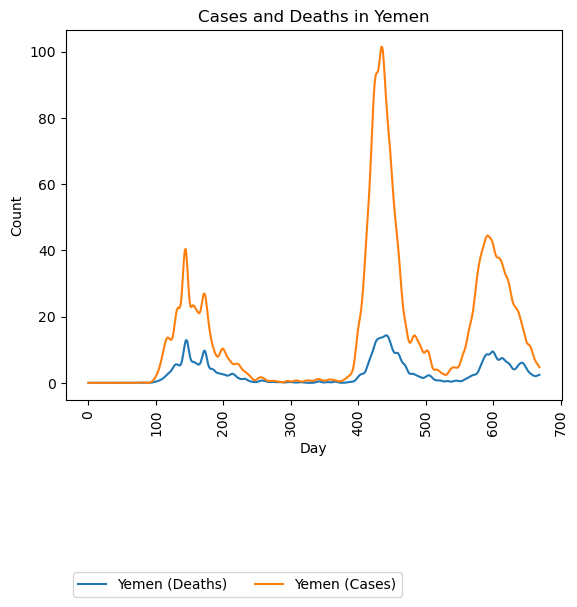 Cases and Deaths in Yemen
Count
100
80
60
40
20
0
0 100 200 300 400 500 600 700
Day
Yemen (Deaths) Yemen (Cases)